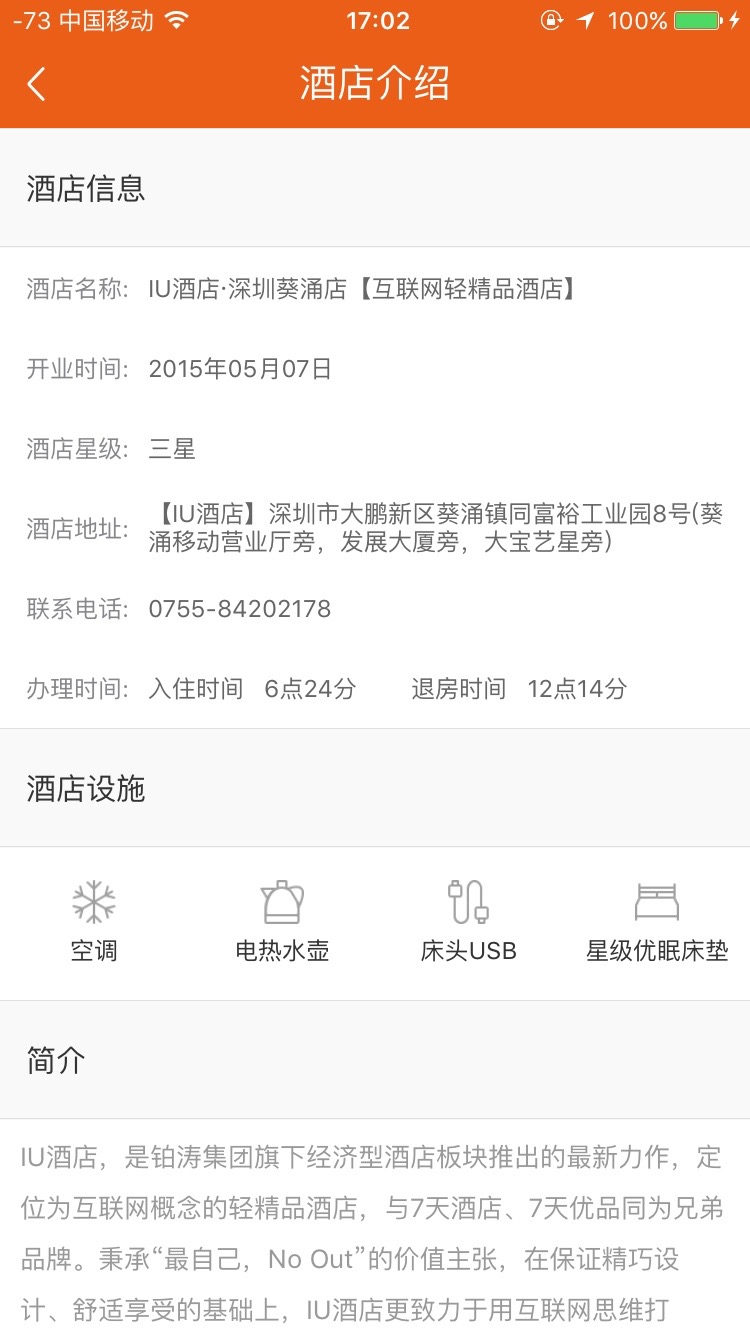 -73 中国移动 17:02 100%
酒店介绍
酒店信息
酒店名称: IU酒店·深圳葵涌店【互联网轻精品酒店】
开业时间: 2015年05月07日
酒店星级: 三星
酒店地址: 【IU酒店】深圳市大鹏新区葵涌镇同富裕工业园8号(葵
涌移动营业厅旁，发展大厦旁，大宝艺星旁)
联系电话: 0755-84202178
办理时间: 入住时间 6点24分 退房时间 12点14分
酒店设施
空调 电热水壶 床头USB 星级优眠床垫
简介
IU酒店，是铂涛集团旗下经济型酒店板块推出的最新力作，定
位为互联网概念的轻精品酒店，与7天酒店、7天优品同为兄弟
品牌。秉承“最自己，No Out”的价值主张，在保证精巧设
计、舒适享受的基础上，IU酒店更致力于用互联网思维打